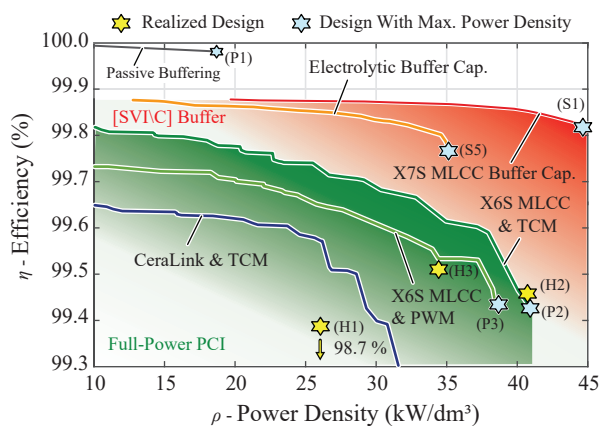 Realized Design
Design With Max. Power Density
100.0
99.9
99.8
99.7
99.6
99.5
99.4
99.3
η - Efficiency (%)
(P1)
Passive Buffering
Electrolytic Buffer Cap.
[SVI\C] Buffer
(S1)
(S5)
X7S MLCC Buffer Cap.
X6S MLCC
& TCM
CeraLink & TCM
(H3)
X6S MLCC
& PWM
(H2)
(P3)
(P2)
(H1)
98.7 %
Full-Power PCI
10
15
20
25
30
35
40
45
ρ - Power Density (kW/dm³)